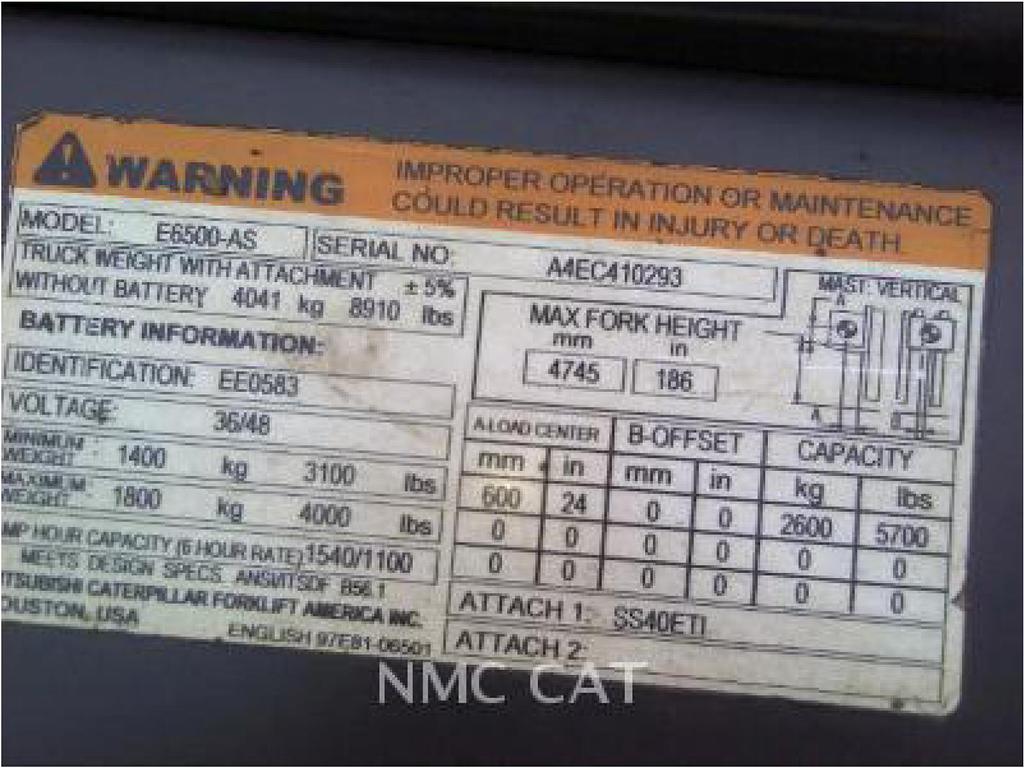 WARNING
IMPROPER OPERATION OR MAINTENANCE
COULD RESULT IN INJURY OR DEATH
MODEL: E6500-AS
SERIAL NO: A4EC410293
TRUCK WEIGHT WITH ATTACHMENT ± 5%
WITHOUT BATTERY 4041 kg 8910 lbs
BATTERY INFORMATION:
IDENTIFICATION: EE0583
VOLTAGE: 36/48
MINIMUM
WEIGHT 1400 kg 3100 lbs
MAXIMUM
WEIGHT 1800 kg 4000 lbs
AMP HOUR CAPACITY (6 HOUR RATE) 1540/1100
MEETS DESIGN SPECS. ANSI/ITSDF B56.1
MITSUBISHI CATERPILLAR FORKLIFT AMERICA INC.
HOUSTON, USA
ENGLISH 97E81-06501
MAX FORK HEIGHT
mm in
4745 186
MAST: VERTICAL
A
A
B
A-LOAD CENTER B-OFFSET CAPACITY
mm in mm in kg lbs
600 24 0 0 2600 5700
0 0 0 0 0 0
0 0 0 0 0 0
ATTACH 1: SS40ETI
ATTACH 2:
NMC CAT